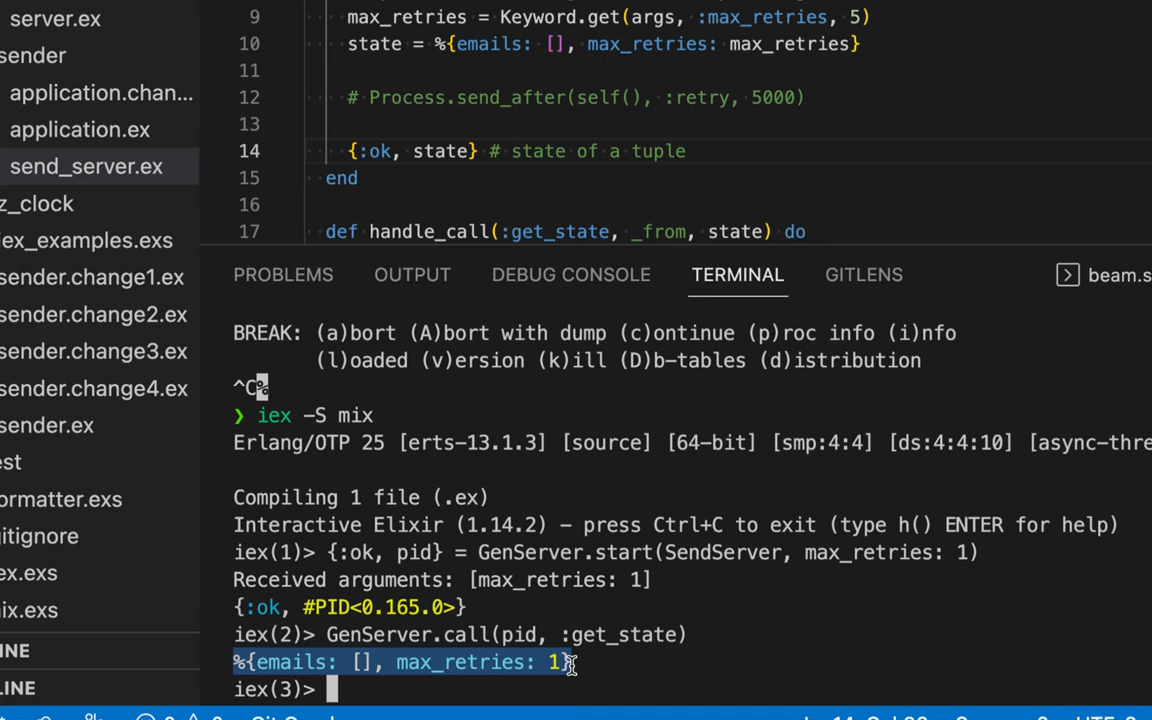 server.ex
sender
application.chan...
application.ex
send_server.ex
z_clock
iex_examples.exs
sender.change1.ex
sender.change2.ex
sender.change3.ex
sender.change4.ex
sender.ex
est
ormatter.exs
gitignore
ex.exs
mix.exs
INE
LINE
9 max_retries = Keyword.get(args, :max_retries, 5)
10 state = %{emails: [], max_retries: max_retries}
11
12 # Process.send_after(self(), :retry, 5000)
13
14 {:ok, state} # state of a tuple
15 end
16
17 def handle_call(:get_state, _from, state) do
PROBLEMS OUTPUT DEBUG CONSOLE TERMINAL GITLENS beam.s
BREAK: (a)bort (A)bort with dump (c)ontinue (p)roc info (i)nfo
(l)oaded (v)ersion (k)ill (D)b-tables (d)istribution
^C%
❯ iex -S mix
Erlang/OTP 25 [erts-13.1.3] [source] [64-bit] [smp:4:4] [ds:4:4:10] [async-thre
Compiling 1 file (.ex)
Interactive Elixir (1.14.2) - press Ctrl+C to exit (type h() ENTER for help)
iex(1)> {:ok, pid} = GenServer.start(SendServer, max_retries: 1)
Received arguments: [max_retries: 1]
{:ok, #PID<0.165.0>}
iex(2)> GenServer.call(pid, :get_state)
%{emails: [], max_retries: 1}
iex(3)>